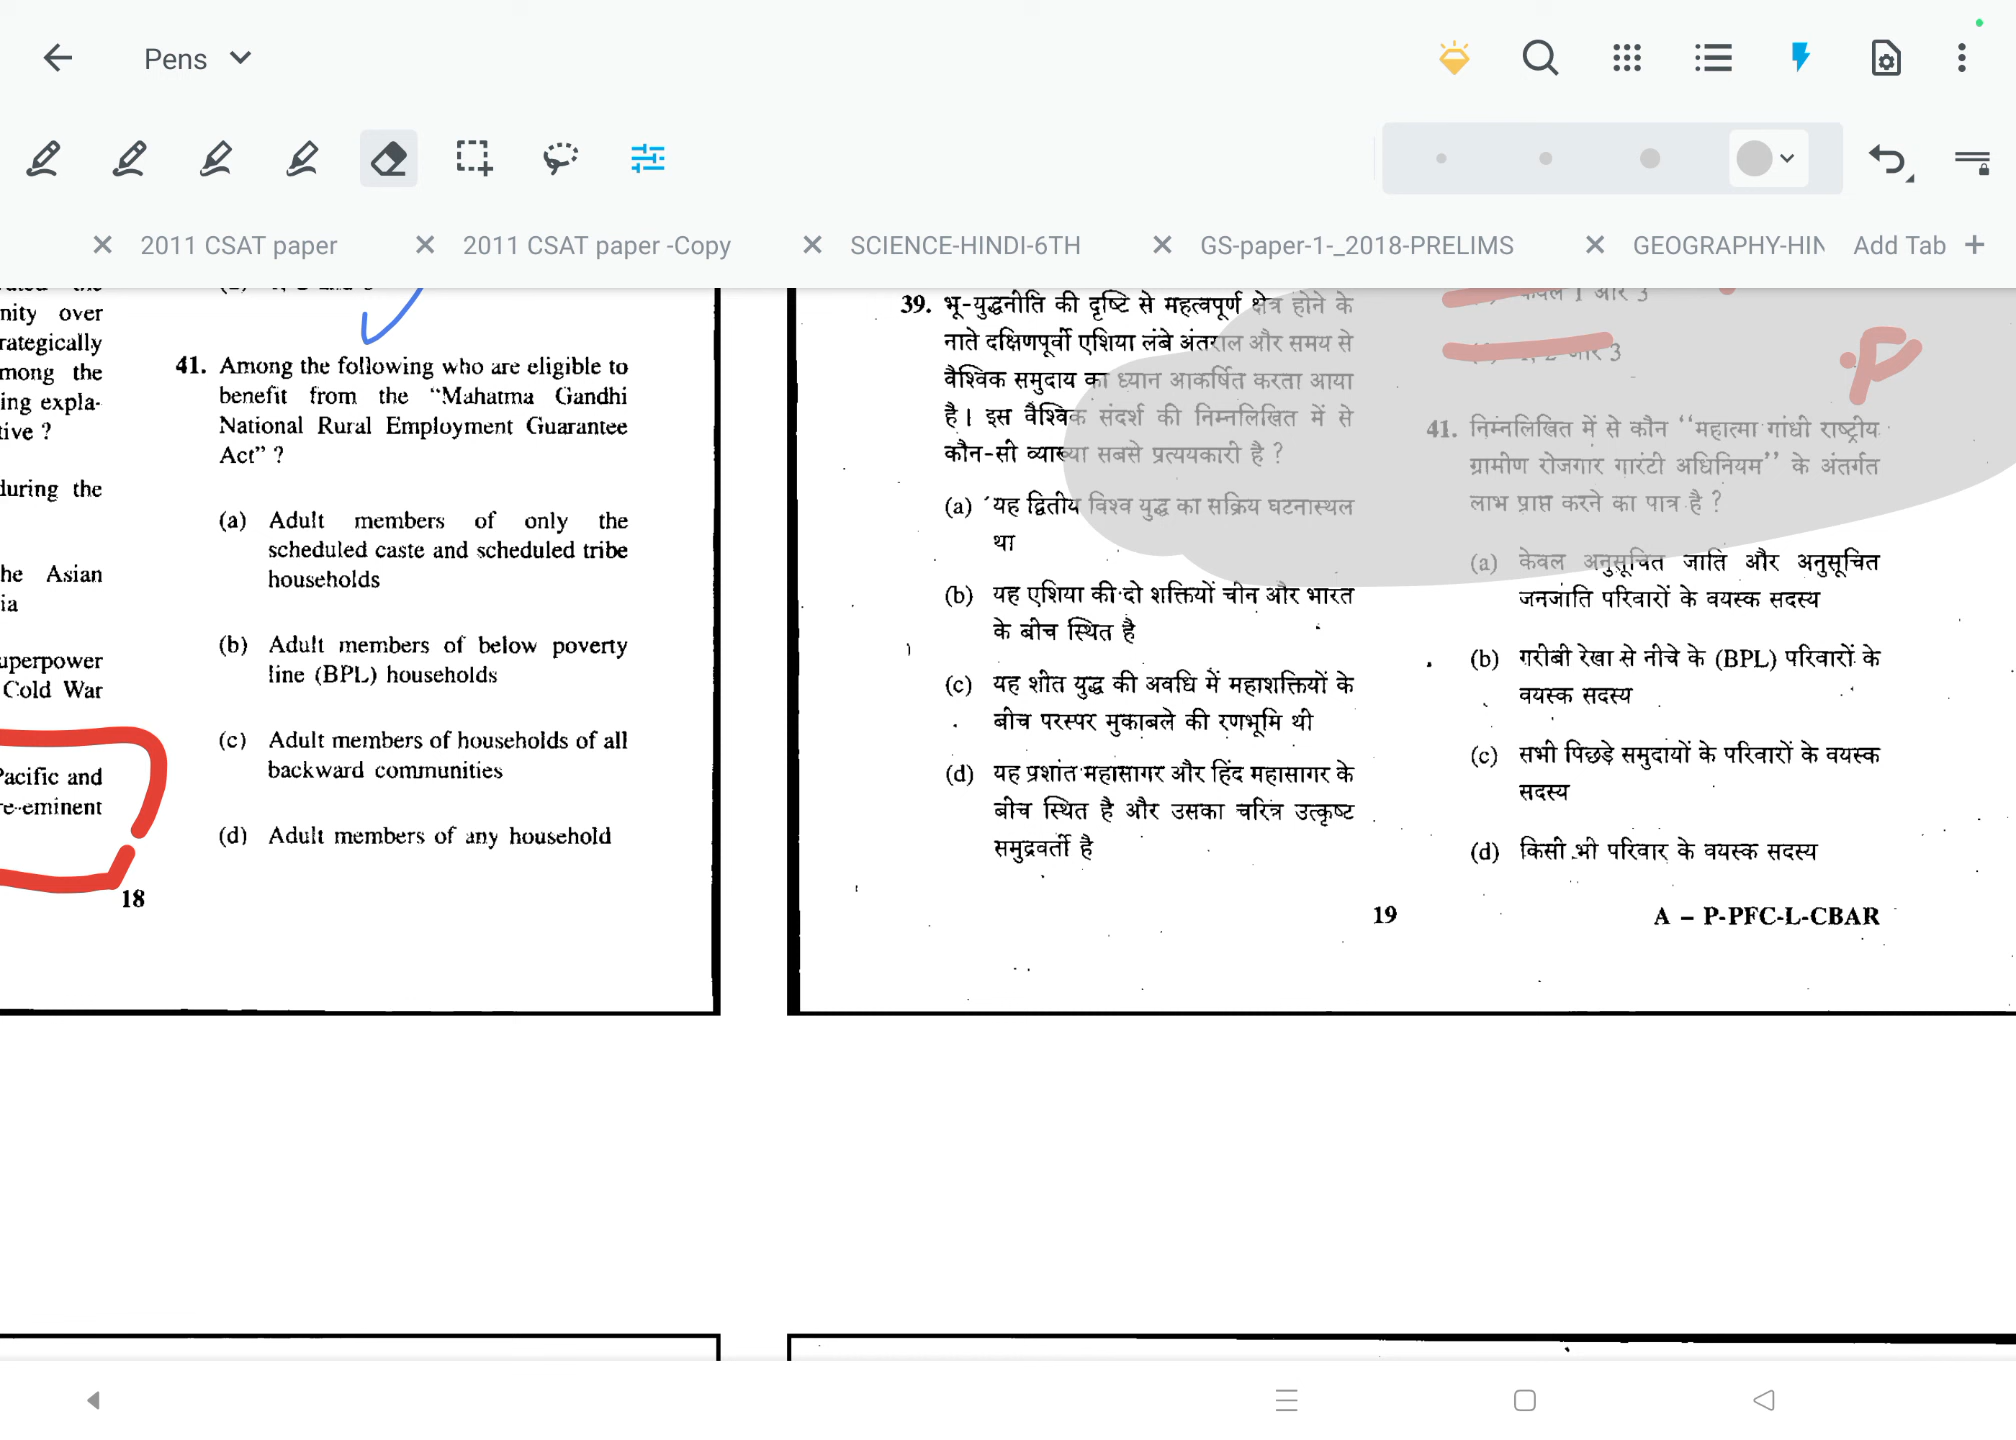 Pens
2011 CSAT paper
2011 CSAT paper -Copy
SCIENCE-HINDI-6TH
GS-paper-1-_2018-PRELIMS
GEOGRAPHY-HIN
Add Tab +
nity over
rategically
mong the
ing expla-
tive ?
during the
he Asian
ia
uperpower
Cold War
Pacific and
re-eminent
18
41. Among the following who are eligible to
benefit from the “Mahatma Gandhi
National Rural Employment Guarantee
Act” ?
(a) Adult members of only the
scheduled caste and scheduled tribe
households
(b) Adult members of below poverty
line (BPL) households
(c) Adult members of households of all
backward communities
(d) Adult members of any household
39. भू-युद्धनीति की दृष्टि से महत्वपूर्ण क्षेत्र होने के
नाते दक्षिणपूर्वी एशिया लंबे अंतराल और समय से
वैश्विक समुदाय का ध्यान आकर्षित करता आया
है। इस वैश्विक संदर्श की निम्नलिखित में से
कौन-सी व्याख्या सबसे प्रत्ययकारी है ?
(a) यह द्वितीय विश्व युद्ध का सक्रिय घटनास्थल
था
(b) यह एशिया की दो शक्तियों चीन और भारत
के बीच स्थित है
(c) यह शीत युद्ध की अवधि में महाशक्तियों के
बीच परस्पर मुकाबले की रणभूमि थी
(d) यह प्रशांत महासागर और हिंद महासागर के
बीच स्थित है और उसका चरित्र उत्कृष्ट
समुद्रवर्ती है
19
1 और 3
और 3
P
41. निम्नलिखित में से कौन ‘‘महात्मा गांधी राष्ट्रीय
ग्रामीण रोजगार गारंटी अधिनियम’’ के अंतर्गत
लाभ प्राप्त करने का पात्र है ?
(a) केवल अनुसूचित जाति और अनुसूचित
जनजाति परिवारों के वयस्क सदस्य
(b) गरीबी रेखा से नीचे के (BPL) परिवारों के
वयस्क सदस्य
(c) सभी पिछड़े समुदायों के परिवारों के वयस्क
सदस्य
(d) किसी भी परिवार के वयस्क सदस्य
A – P-PFC-L-CBAR